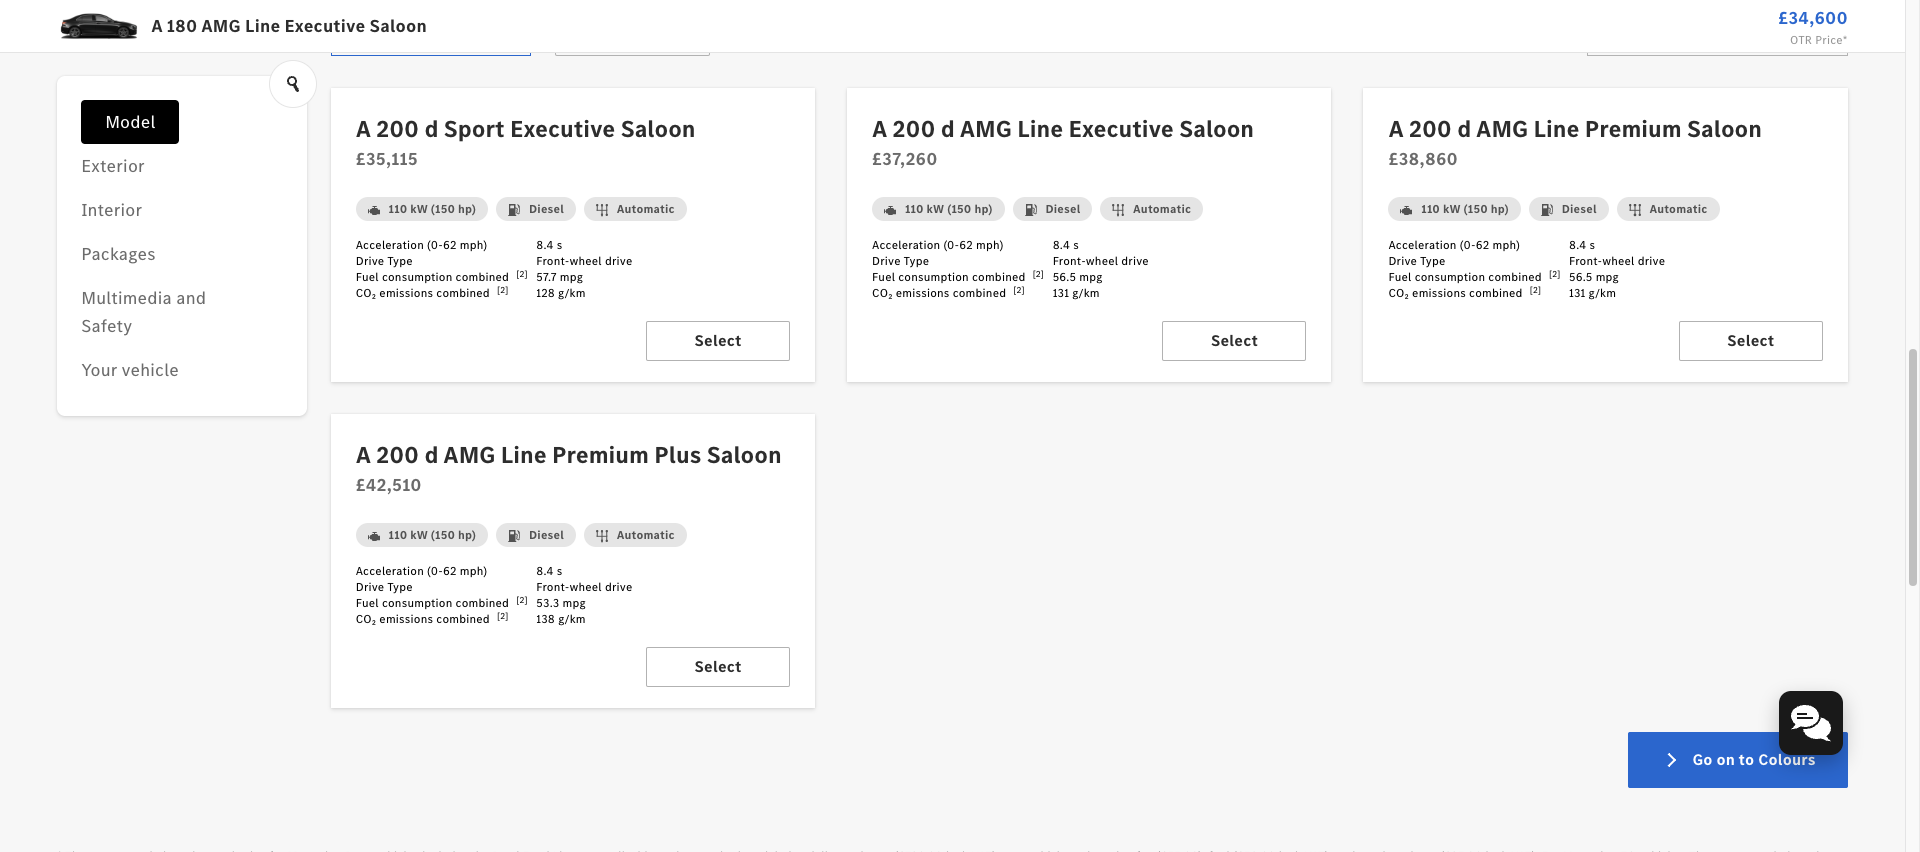 A 180 AMG Line Executive Saloon
£34,600
OTR Price*
Model
Exterior
Interior
Packages
Multimedia and
Safety
Your vehicle
A 200 d Sport Executive Saloon
£35,115
110 kW (150 hp) Diesel Automatic
Acceleration (0-62 mph) 8.4 s
Drive Type Front-wheel drive
Fuel consumption combined [2] 57.7 mpg
CO₂ emissions combined [2] 128 g/km
Select
A 200 d AMG Line Executive Saloon
£37,260
110 kW (150 hp) Diesel Automatic
Acceleration (0-62 mph) 8.4 s
Drive Type Front-wheel drive
Fuel consumption combined [2] 56.5 mpg
CO₂ emissions combined [2] 131 g/km
Select
A 200 d AMG Line Premium Saloon
£38,860
110 kW (150 hp) Diesel Automatic
Acceleration (0-62 mph) 8.4 s
Drive Type Front-wheel drive
Fuel consumption combined [2] 56.5 mpg
CO₂ emissions combined [2] 131 g/km
Select
A 200 d AMG Line Premium Plus Saloon
£42,510
110 kW (150 hp) Diesel Automatic
Acceleration (0-62 mph) 8.4 s
Drive Type Front-wheel drive
Fuel consumption combined [2] 53.3 mpg
CO₂ emissions combined [2] 138 g/km
Select
Go on to Colours